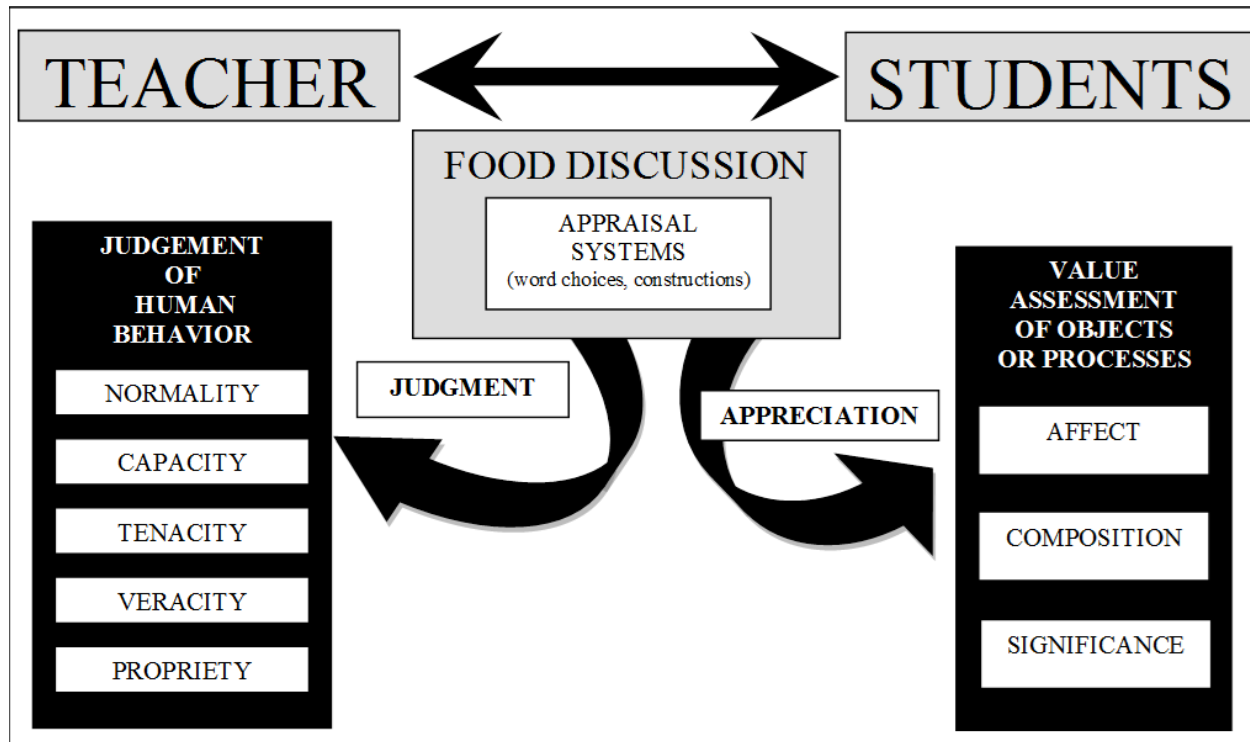 TEACHER
STUDENTS
FOOD DISCUSSION
APPRAISAL
SYSTEMS
(word choices, constructions)
JUDGEMENT
OF
HUMAN
BEHAVIOR
NORMALITY
CAPACITY
TENACITY
VERACITY
PROPRIETY
JUDGMENT
APPRECIATION
VALUE
ASSESSMENT
OF OBJECTS
OR PROCESSES
AFFECT
COMPOSITION
SIGNIFICANCE